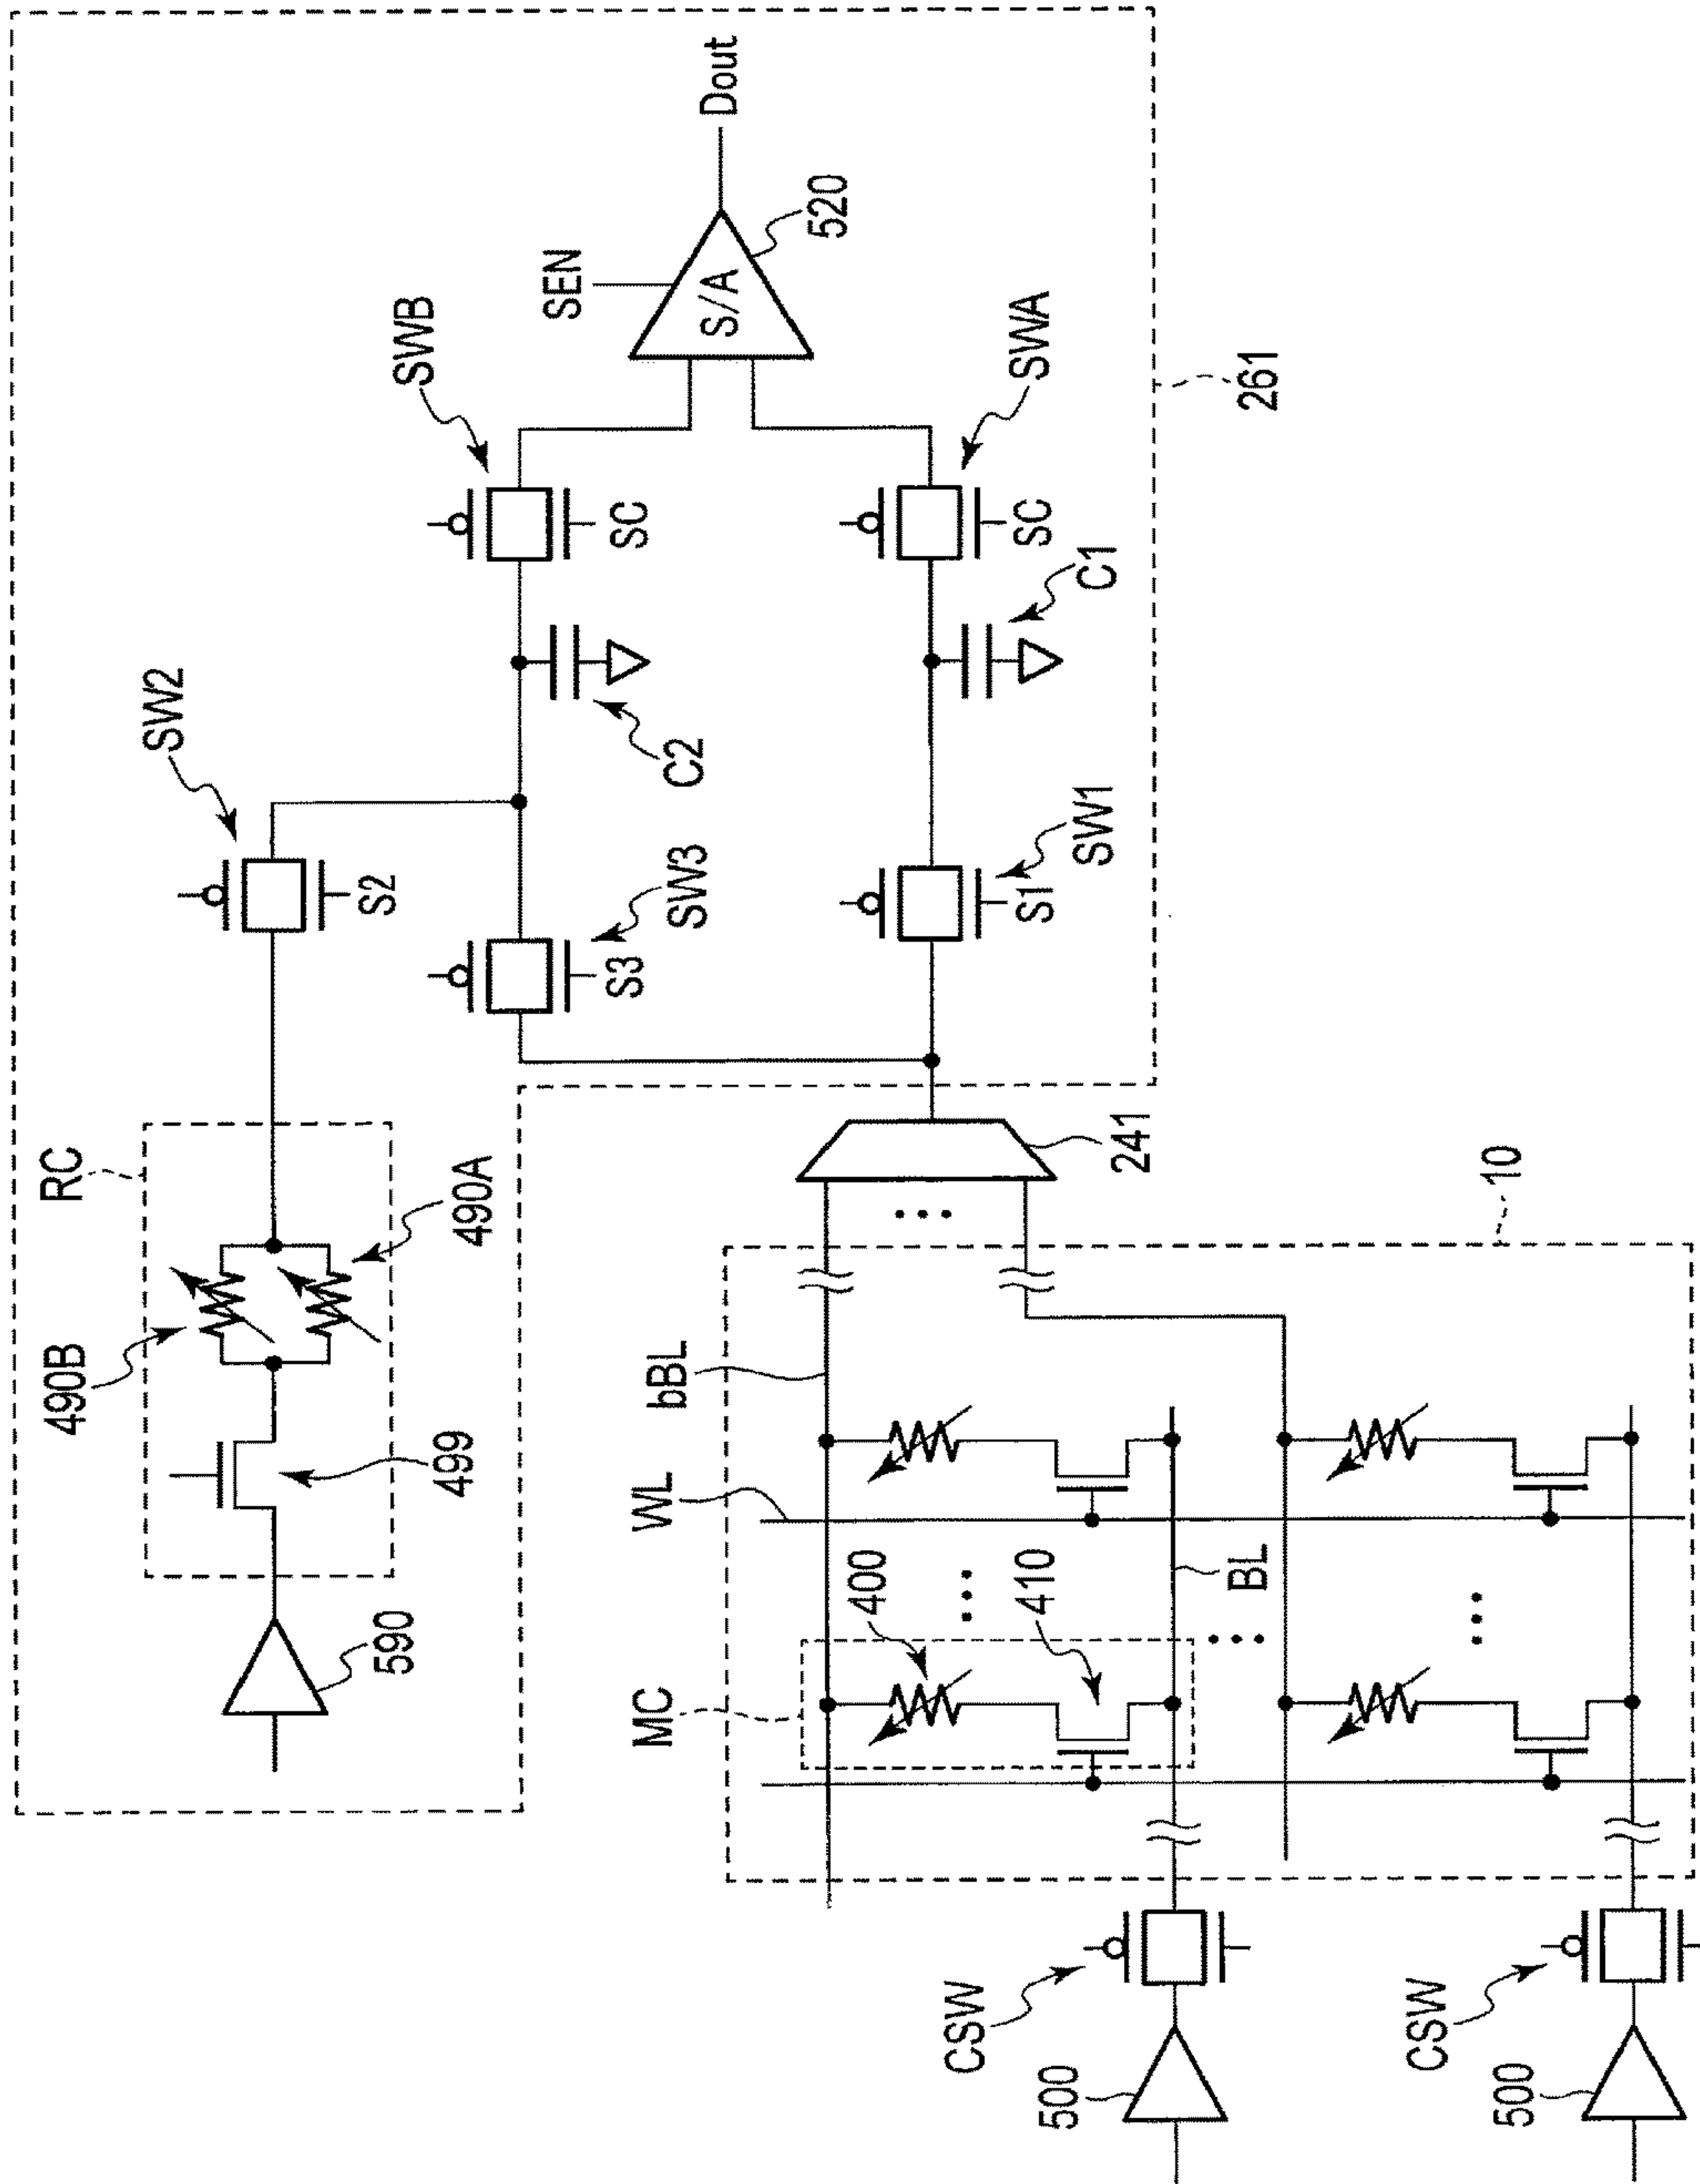 590
499
RC
490B
490A
SW2
S2
SW3
S3
C2
SWB
SC
SEN
S/A
520
Dout
SW1
S1
C1
SWA
SC
261
241
10
MC
WL
bBL
400
410
BL
CSW
500
CSW
500